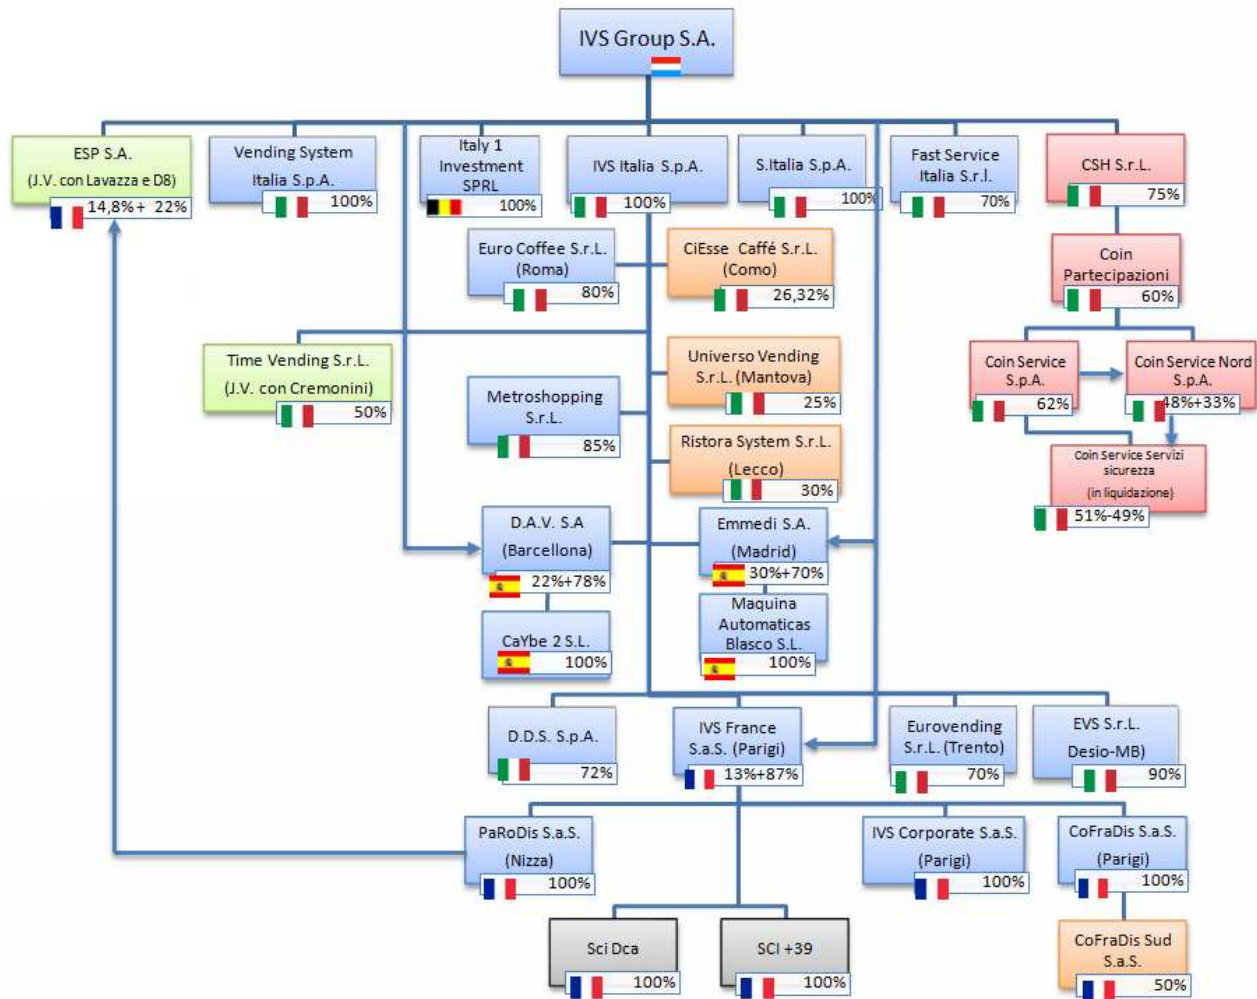 IVS Group S.A.
ESP S.A.
(J.V. con Lavazza e D8)
14,8%+ 22%
Vending System
Italia S.p.A.
100%
Italy 1
Investment
SPRL
100%
IVS Italia S.p.A.
100%
S.Italia S.p.A.
100%
Fast Service
Italia S.r.l.
70%
CSH S.r.L.
75%
Euro Coffee S.r.L.
(Roma)
80%
CiEsse Caffé S.r.L.
(Como)
26,32%
Coin
Partecipazioni
60%
Time Vending S.r.L.
(J.V. con Cremonini)
50%
Metroshopping
S.r.L.
85%
Universo Vending
S.r.L. (Mantova)
25%
Coin Service
S.p.A.
62%
Coin Service Nord
S.p.A.
48%+33%
Ristora System S.r.L.
(Lecco)
30%
Coin Service Servizi
sicurezza
(in liquidazione)
51%-49%
D.A.V. S.A
(Barcellona)
22%+78%
Emmedi S.A.
(Madrid)
30%+70%
CaYbe 2 S.L.
100%
Maquina
Automaticas
Blasco S.L.
100%
D.D.S. S.p.A.
72%
IVS France
S.a.S. (Parigi)
13%+87%
Eurovending
S.r.L. (Trento)
70%
EVS S.r.L.
Desio-MB)
90%
PaRoDis S.a.S.
(Nizza)
100%
IVS Corporate S.a.S.
(Parigi)
100%
CoFraDis S.a.S.
(Parigi)
100%
Sci Dca
100%
SCI +39
100%
CoFraDis Sud
S.a.S.
50%